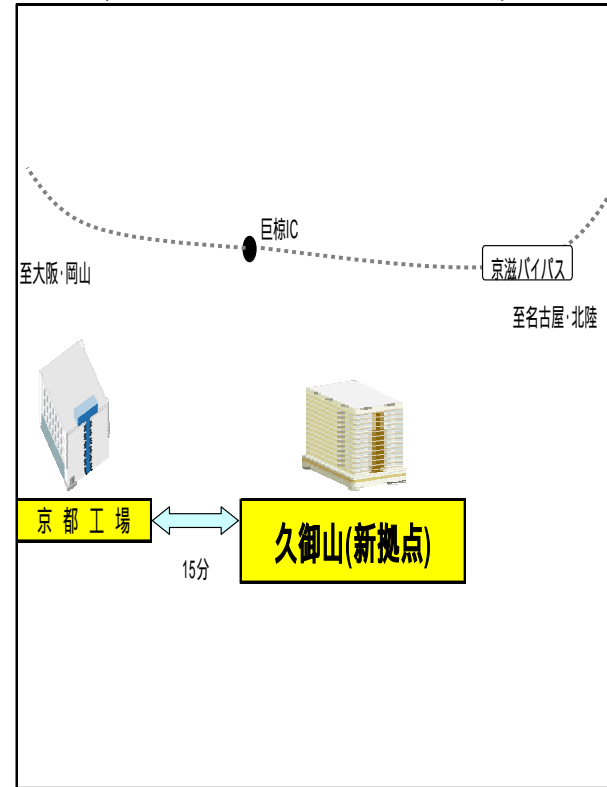 巨椋IC
京滋バイパス
至大阪･岡山
至名古屋･北陸
京都工場
久御山(新拠点)
15分